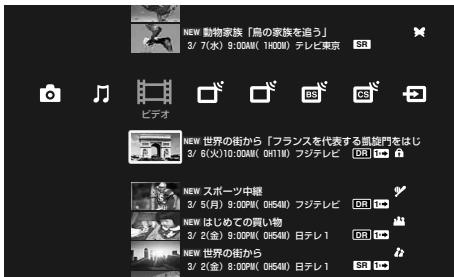 NEW 動物家族「鳥の家族を追う」
3/ 7(水) 9:00AM( 1H00M) テレビ東京 SR
BS
CS
ビデオ
NEW 世界の街から「フランスを代表する凱旋門をはじ
3/ 6(火)10:00AM( 0H11M) フジテレビ DR 1
NEW スポーツ中継
3/ 5(月) 9:00PM( 0H54M) フジテレビ DR 1
NEW はじめての買い物
3/ 2(金) 9:00PM( 0H54M) 日テレ1 DR 1
NEW 世界の街から
3/ 2(金) 8:00PM( 0H54M) 日テレ1 SR 1